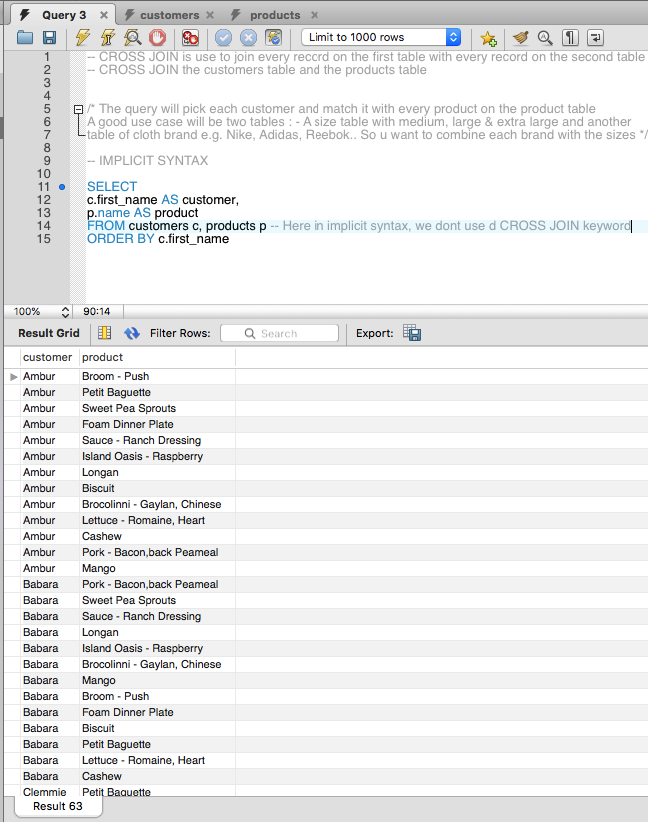 Query 3
customers
products
Limit to 1000 rows
1 -- CROSS JOIN is use to join every record on the first table with every record on the second table
2 -- CROSS JOIN the customers table and the products table
3
4
5 /* The query will pick each customer and match it with every product on the product table
6 A good use case will be two tables : - A size table with medium, large & extra large and another
7 table of cloth brand e.g. Nike, Adidas, Reebok.. So u want to combine each brand with the sizes */
8
9 -- IMPLICIT SYNTAX
10
11 SELECT
12 c.first_name AS customer,
13 p.name AS product
14 FROM customers c, products p -- Here in implicit syntax, we dont use d CROSS JOIN keyword
15 ORDER BY c.first_name
100% 90:14
Result Grid Filter Rows: Search Export:
customer product
Ambur Broom - Push
Ambur Petit Baguette
Ambur Sweet Pea Sprouts
Ambur Foam Dinner Plate
Ambur Sauce - Ranch Dressing
Ambur Island Oasis - Raspberry
Ambur Longan
Ambur Biscuit
Ambur Brocolinni - Gaylan, Chinese
Ambur Lettuce - Romaine, Heart
Ambur Cashew
Ambur Pork - Bacon,back Peameal
Ambur Mango
Babara Pork - Bacon,back Peameal
Babara Sweet Pea Sprouts
Babara Sauce - Ranch Dressing
Babara Longan
Babara Island Oasis - Raspberry
Babara Brocolinni - Gaylan, Chinese
Babara Mango
Babara Broom - Push
Babara Foam Dinner Plate
Babara Biscuit
Babara Petit Baguette
Babara Lettuce - Romaine, Heart
Babara Cashew
Clemmie Petit Baguette
Result 63